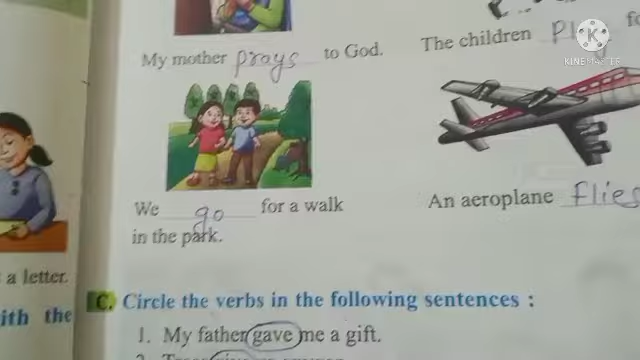 My mother prays to God.
The children
KINEMASTER
We go for a walk
in the park.
An aeroplane flies
a letter.
ith the
C. Circle the verbs in the following sentences :
1. My father gave me a gift.